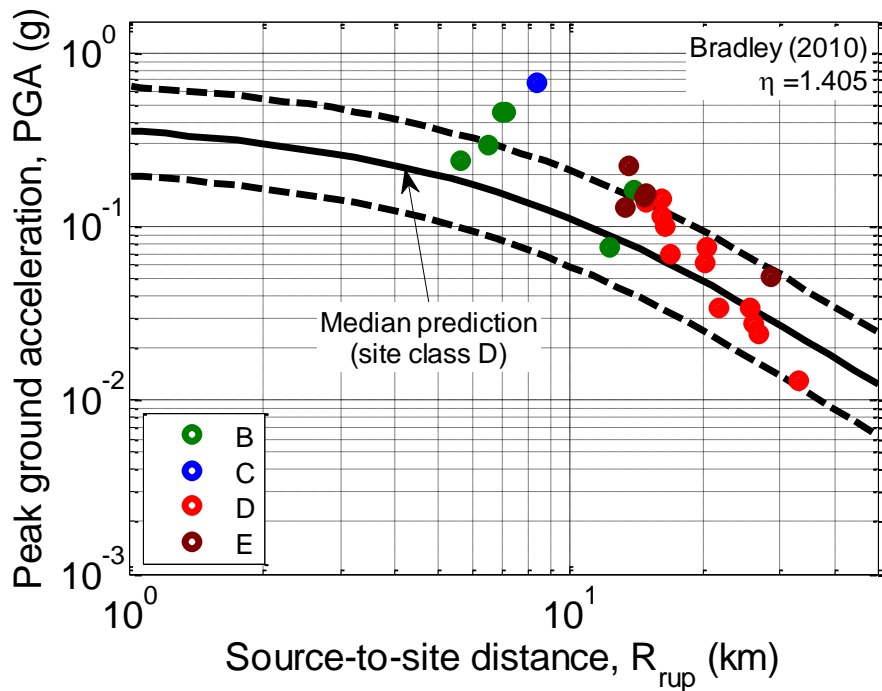 Peak ground acceleration, PGA (g)
10^0
10^-1
10^-2
10^-3
Bradley (2010)
η =1.405
Median prediction
(site class D)
B
C
D
E
10^0
10^1
Source-to-site distance, R_rup (km)